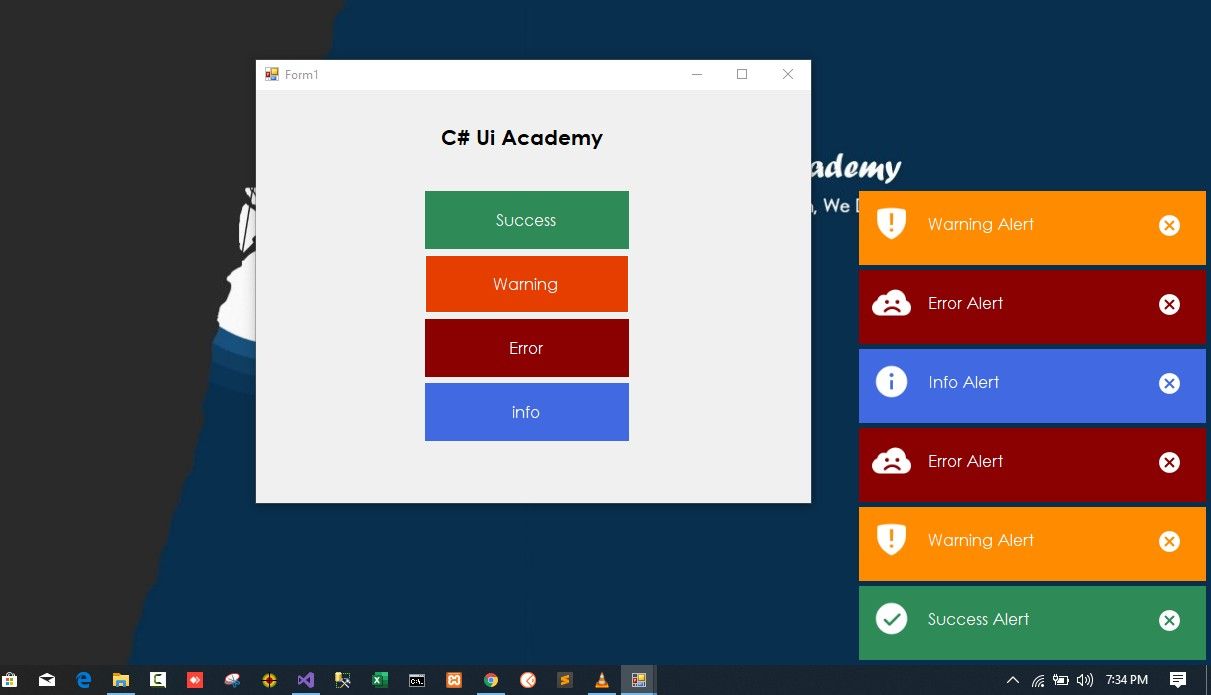 Form1
C# Ui Academy
Success
Warning
Error
info
ademy
, We
Warning Alert
Error Alert
Info Alert
Error Alert
Warning Alert
Success Alert
7:34 PM